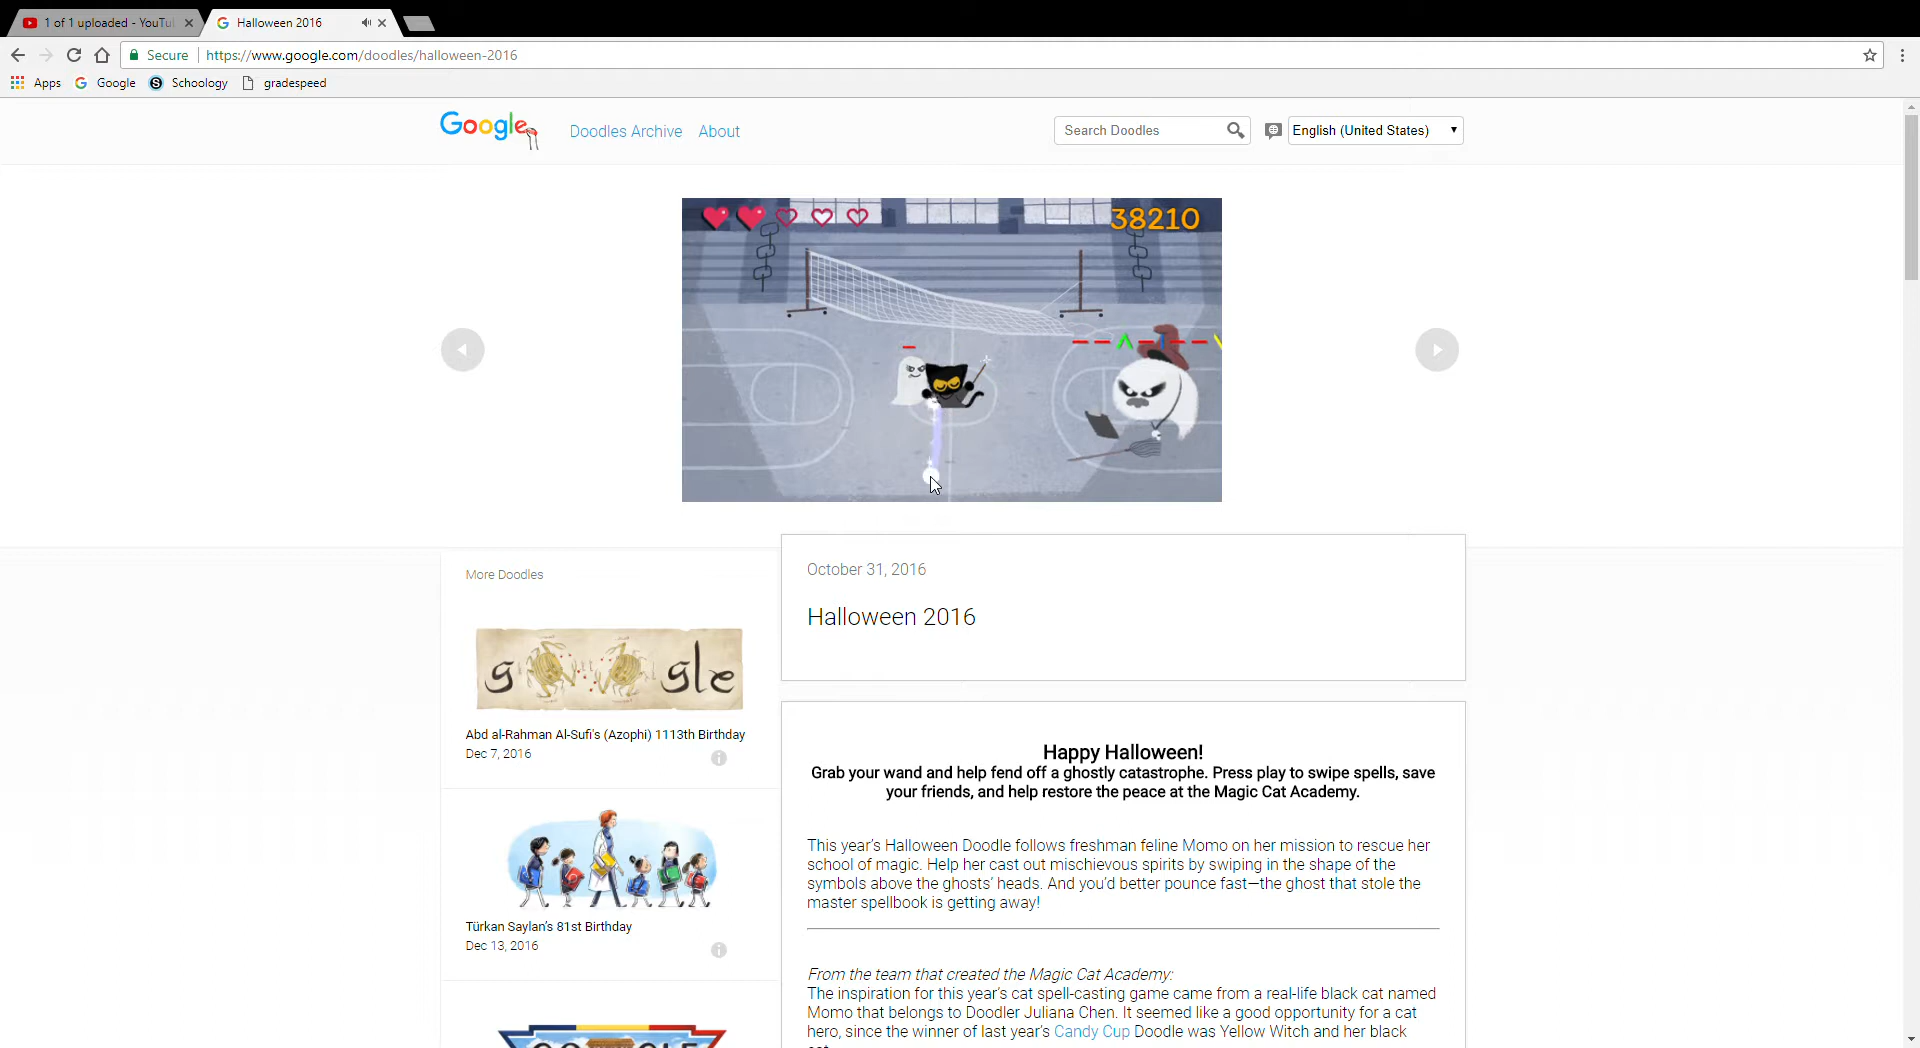 1 of 1 uploaded - YouTu
Halloween 2016
Secure
https://www.google.com/doodles/halloween-2016
Apps
Google
Schoology
gradespeed
Google
Doodles Archive
About
Search Doodles
English (United States)
38210
More Doodles
g gle
Abd al-Rahman Al-Sufi's (Azophi) 1113th Birthday
Dec 7, 2016
Türkan Saylan's 81st Birthday
Dec 13, 2016
October 31, 2016
Halloween 2016
Happy Halloween!
Grab your wand and help fend off a ghostly catastrophe. Press play to swipe spells, save
your friends, and help restore the peace at the Magic Cat Academy.
This year's Halloween Doodle follows freshman feline Momo on her mission to rescue her
school of magic. Help her cast out mischievous spirits by swiping in the shape of the
symbols above the ghosts' heads. And you'd better pounce fast—the ghost that stole the
master spellbook is getting away!
From the team that created the Magic Cat Academy:
The inspiration for this year's cat spell-casting game came from a real-life black cat named
Momo that belongs to Doodler Juliana Chen. It seemed like a good opportunity for a cat
hero, since the winner of last year's Candy Cup Doodle was Yellow Witch and her black